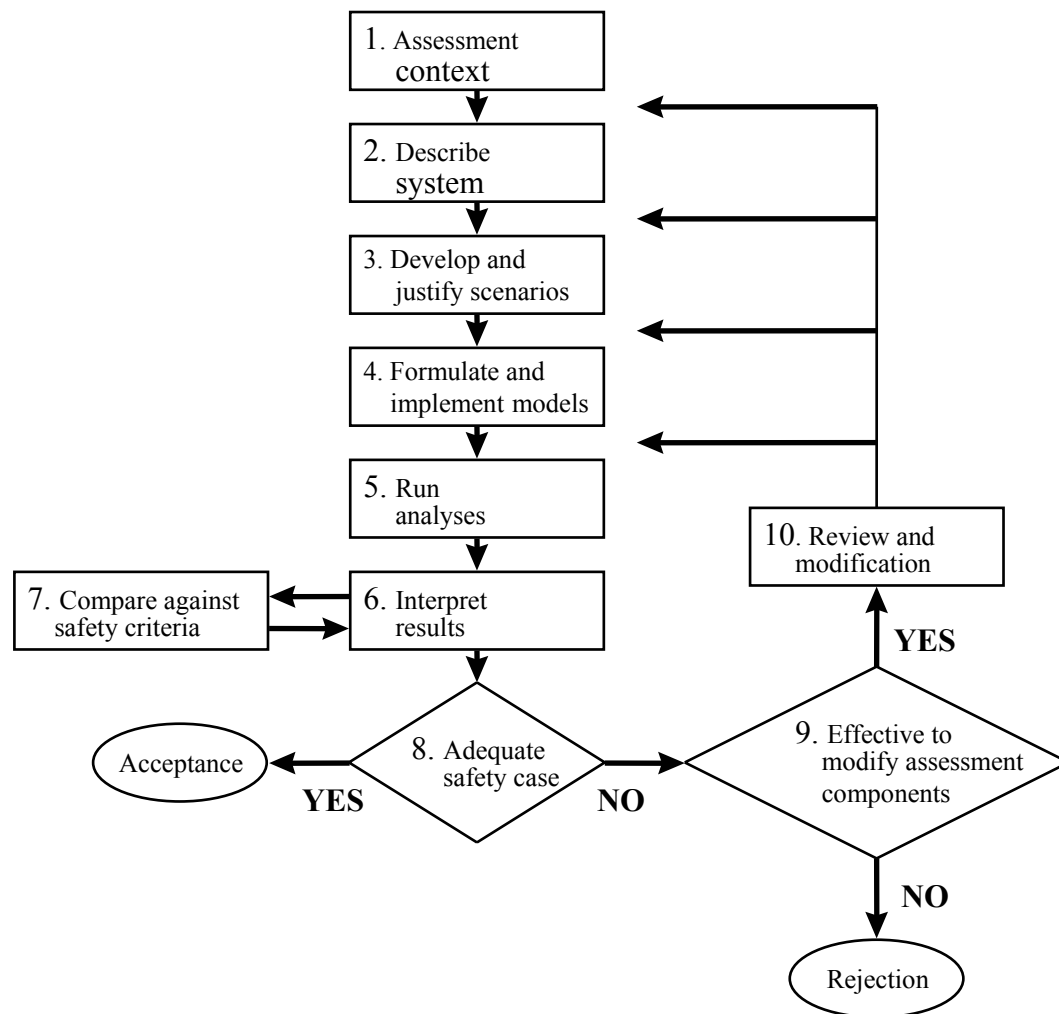 1. Assessment
context
2. Describe
system
3. Develop and
justify scenarios
4. Formulate and
implement models
5. Run
analyses
10. Review and
modification
7. Compare against
safety criteria
6. Interpret
results
YES
Acceptance
8. Adequate
safety case
9. Effective to
modify assessment
components
YES
NO
NO
Rejection